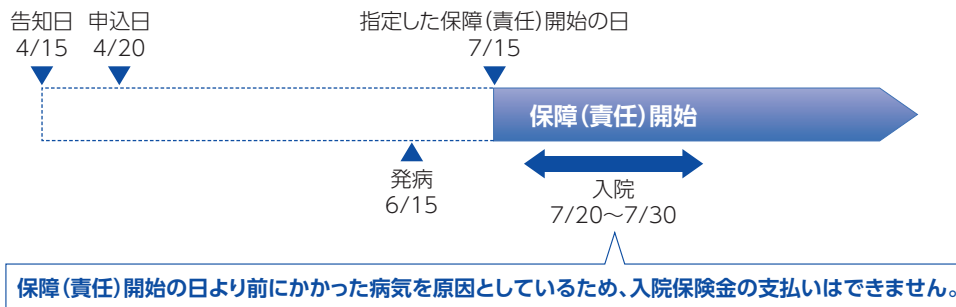 告知日 申込日 指定した保障（責任）開始の日
4/15 4/20 7/15
保障（責任）開始
発病
6/15
入院
7/20～7/30
保障（責任）開始の日より前にかかった病気を原因としているため、入院保険金の支払いはできません。